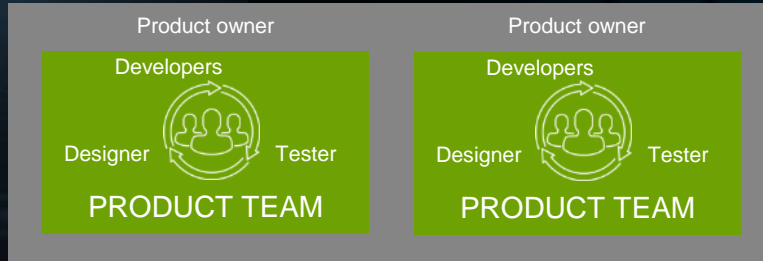 Product owner
Developers
Designer
Tester
PRODUCT TEAM
Product owner
Developers
Designer
Tester
PRODUCT TEAM